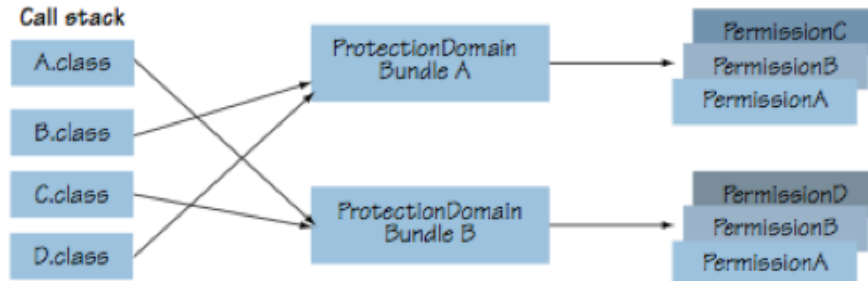 Call stack
A.class
B.class
C.class
D.class
ProtectionDomain
Bundle A
ProtectionDomain
Bundle B
PermissionC
PermissionB
PermissionA
PermissionD
PermissionB
PermissionA